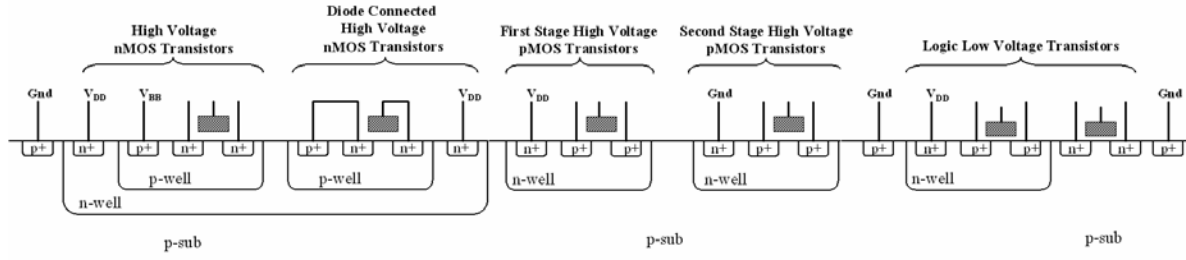 High Voltage
nMOS Transistors
Diode Connected
High Voltage
nMOS Transistors
First Stage High Voltage
pMOS Transistors
Second Stage High Voltage
pMOS Transistors
Logic Low Voltage Transistors
Gnd VDD VBB VDD VDD Gnd Gnd VDD Gnd
p+ n+ p+ n+ n+ p+ n+ n+ n+ n+ p+ p+ n+ p+ p+ p+ n+ p+ p+ n+ n+ p+
p-well p-well n-well n-well n-well
n-well
p-sub p-sub p-sub